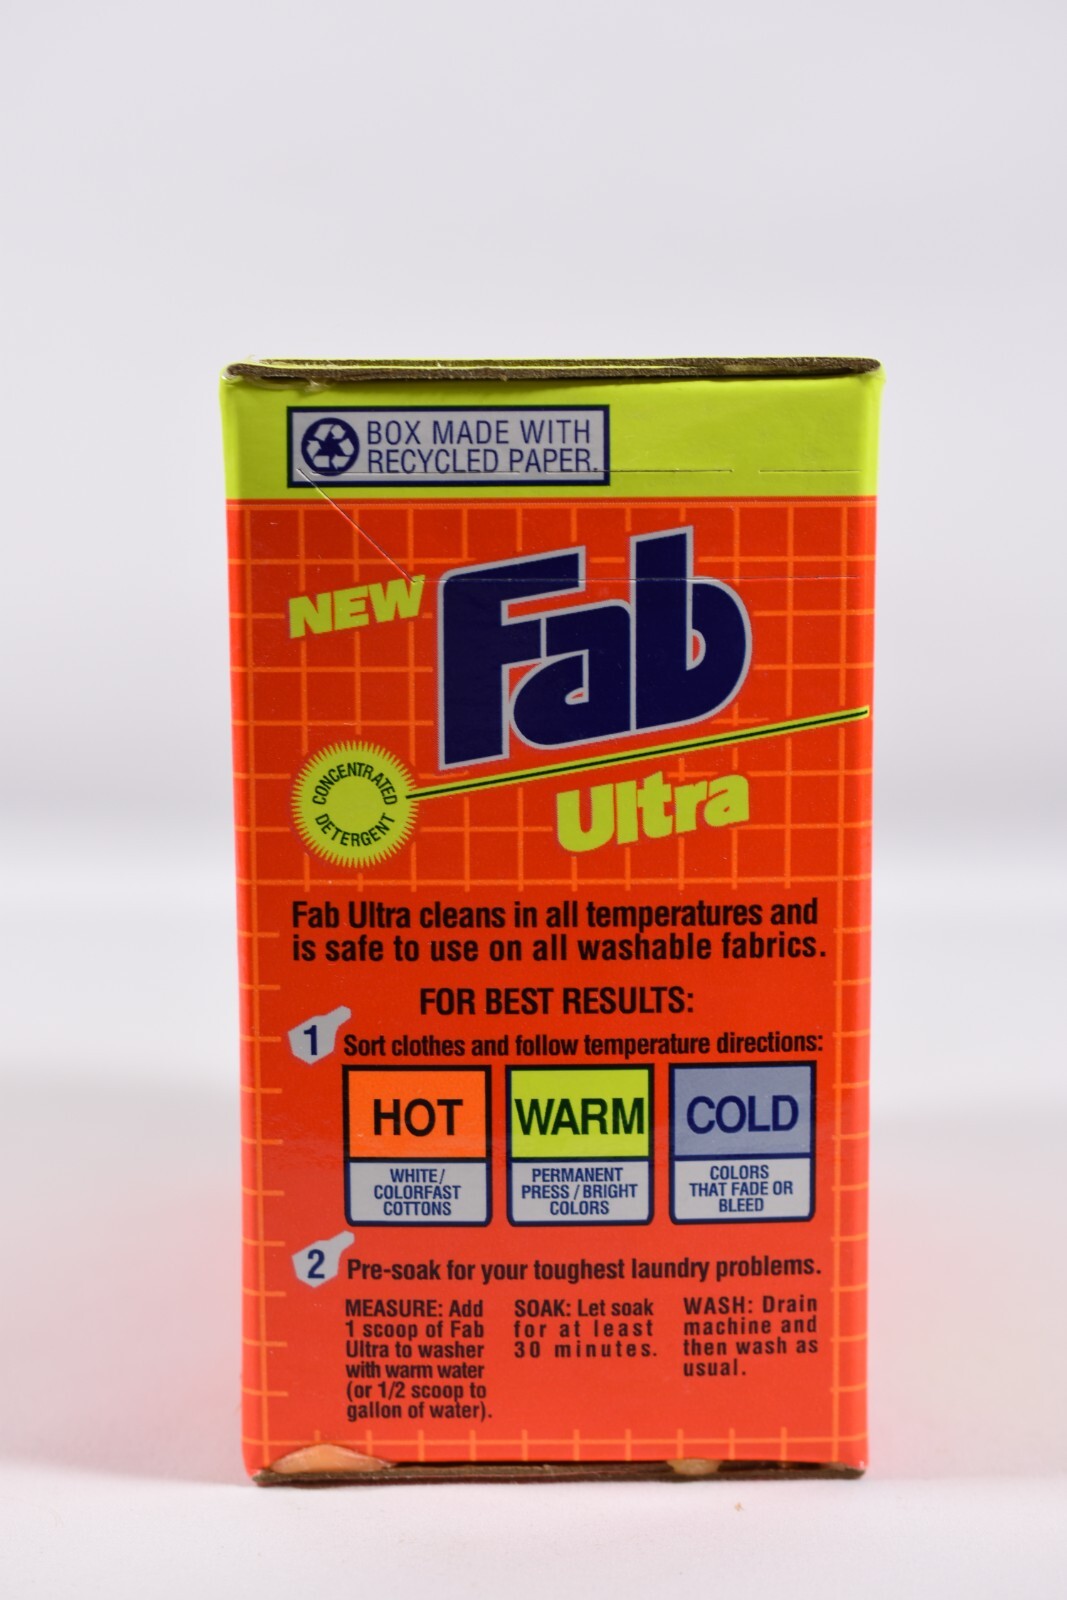 BOX MADE WITH
RECYCLED PAPER.
NEW
Fab
CONCENTRATED
DETERGENT
Ultra
Fab Ultra cleans in all temperatures and
is safe to use on all washable fabrics.
FOR BEST RESULTS:
1 Sort clothes and follow temperature directions:
HOT
WHITE/
COLORFAST
COTTONS
WARM
PERMANENT
PRESS/BRIGHT
COLORS
COLD
COLORS
THAT FADE OR
BLEED
2 Pre-soak for your toughest laundry problems.
MEASURE: Add
1 scoop of Fab
Ultra to washer
with warm water
(or 1/2 scoop to
gallon of water).
SOAK: Let soak
for at least
30 minutes.
WASH: Drain
machine and
then wash as
usual.